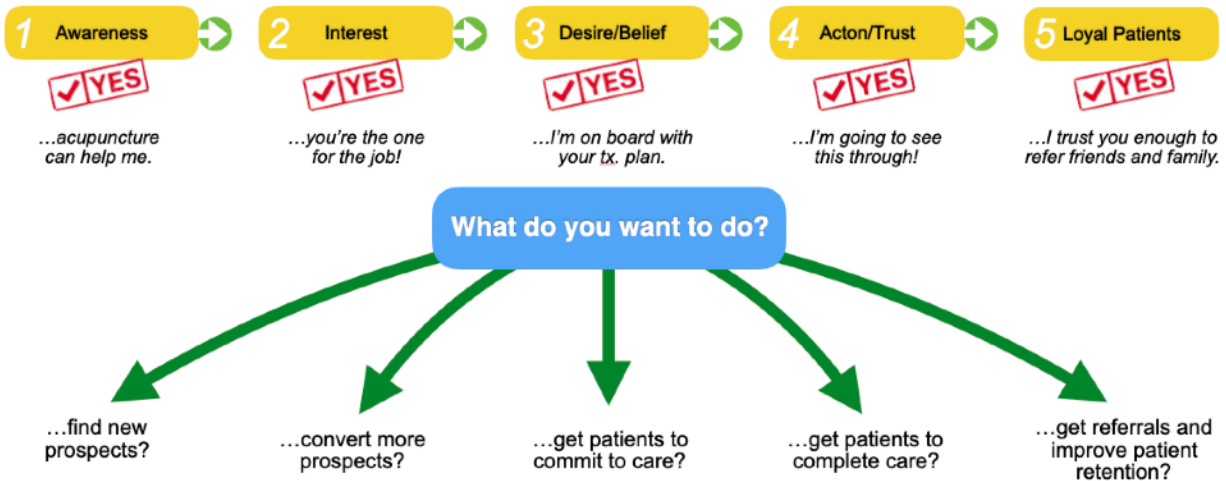 1 Awareness
2 Interest
3 Desire/Belief
4 Acton/Trust
5 Loyal Patients
YES
YES
YES
YES
YES
…acupuncture
can help me.
…you're the one
for the job!
…I'm on board with
your tx. plan.
…I'm going to see
this through!
…I trust you enough to
refer friends and family.
What do you want to do?
…find new
prospects?
…convert more
prospects?
…get patients to
commit to care?
…get patients to
complete care?
…get referrals and
improve patient
retention?